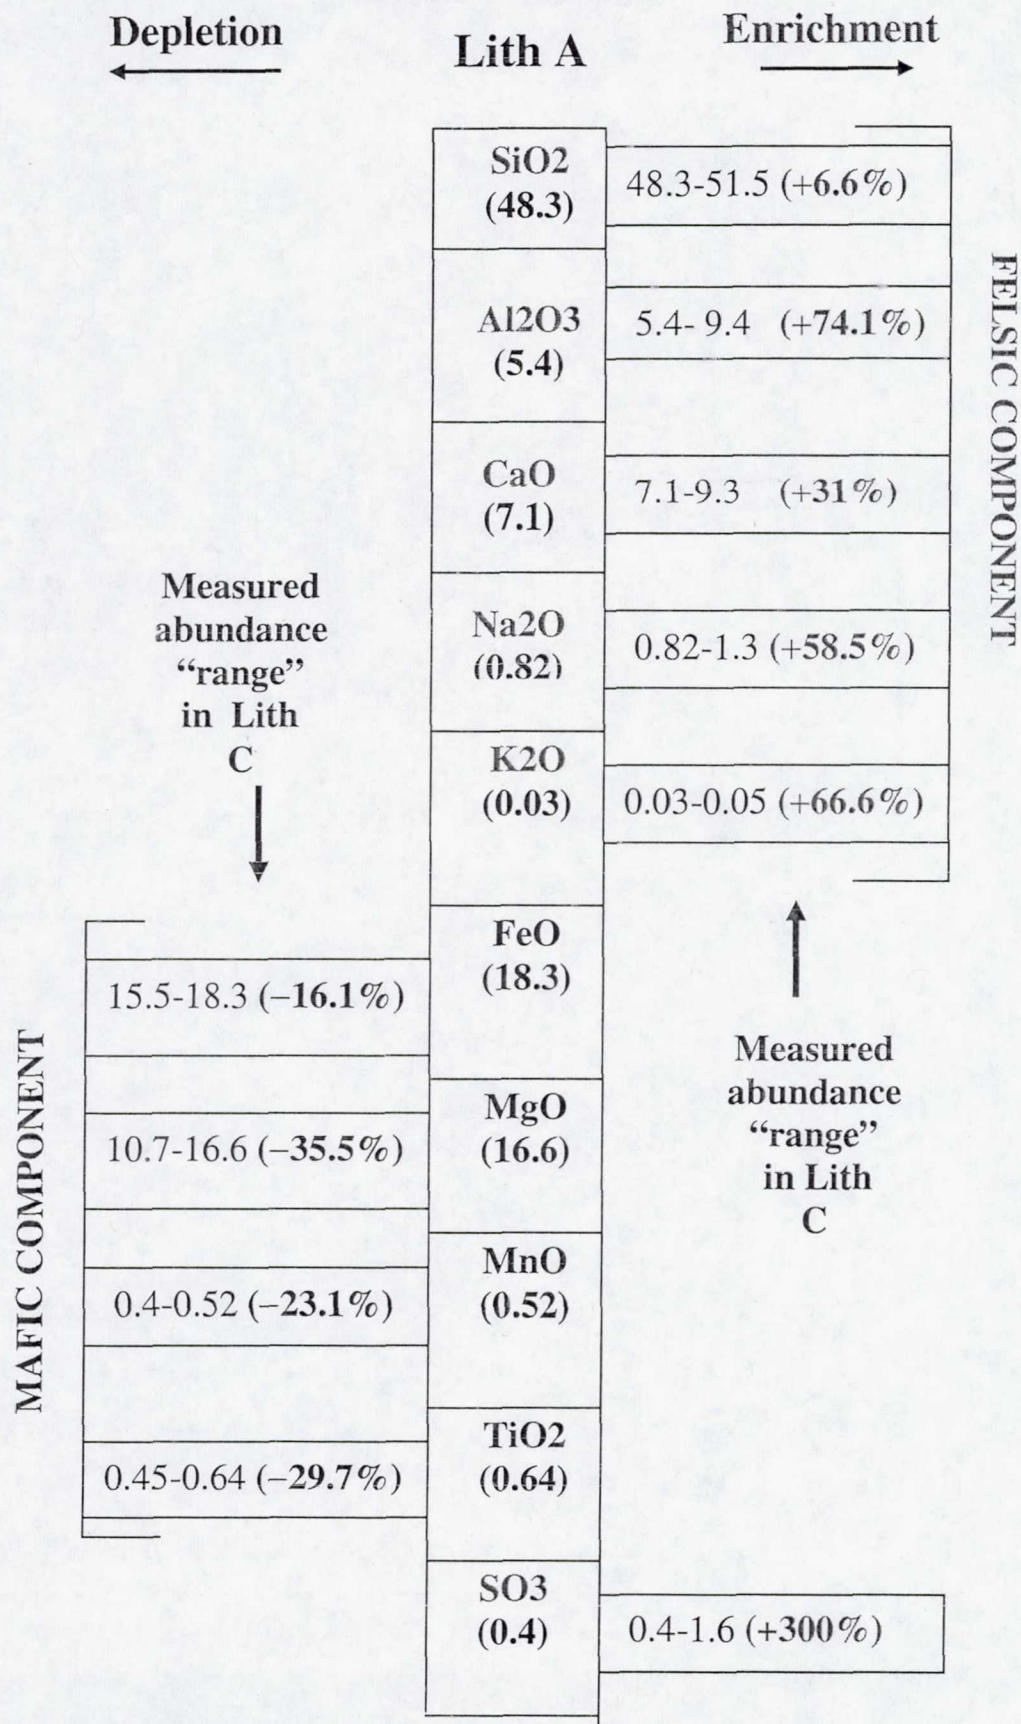 Depletion
Lith A
Enrichment
SiO2
(48.3)
48.3-51.5 (+6.6%)
Al2O3
(5.4)
5.4- 9.4 (+74.1%)
CaO
(7.1)
7.1-9.3 (+31%)
Na2O
(0.82)
0.82-1.3 (+58.5%)
K2O
(0.03)
0.03-0.05 (+66.6%)
FELSIC COMPONENT
Measured
abundance
“range”
in Lith
C
FeO
(18.3)
15.5-18.3 (–16.1%)
MgO
(16.6)
10.7-16.6 (–35.5%)
MnO
(0.52)
0.4-0.52 (–23.1%)
TiO2
(0.64)
0.45-0.64 (–29.7%)
MAFIC COMPONENT
Measured
abundance
“range”
in Lith
C
SO3
(0.4)
0.4-1.6 (+300%)